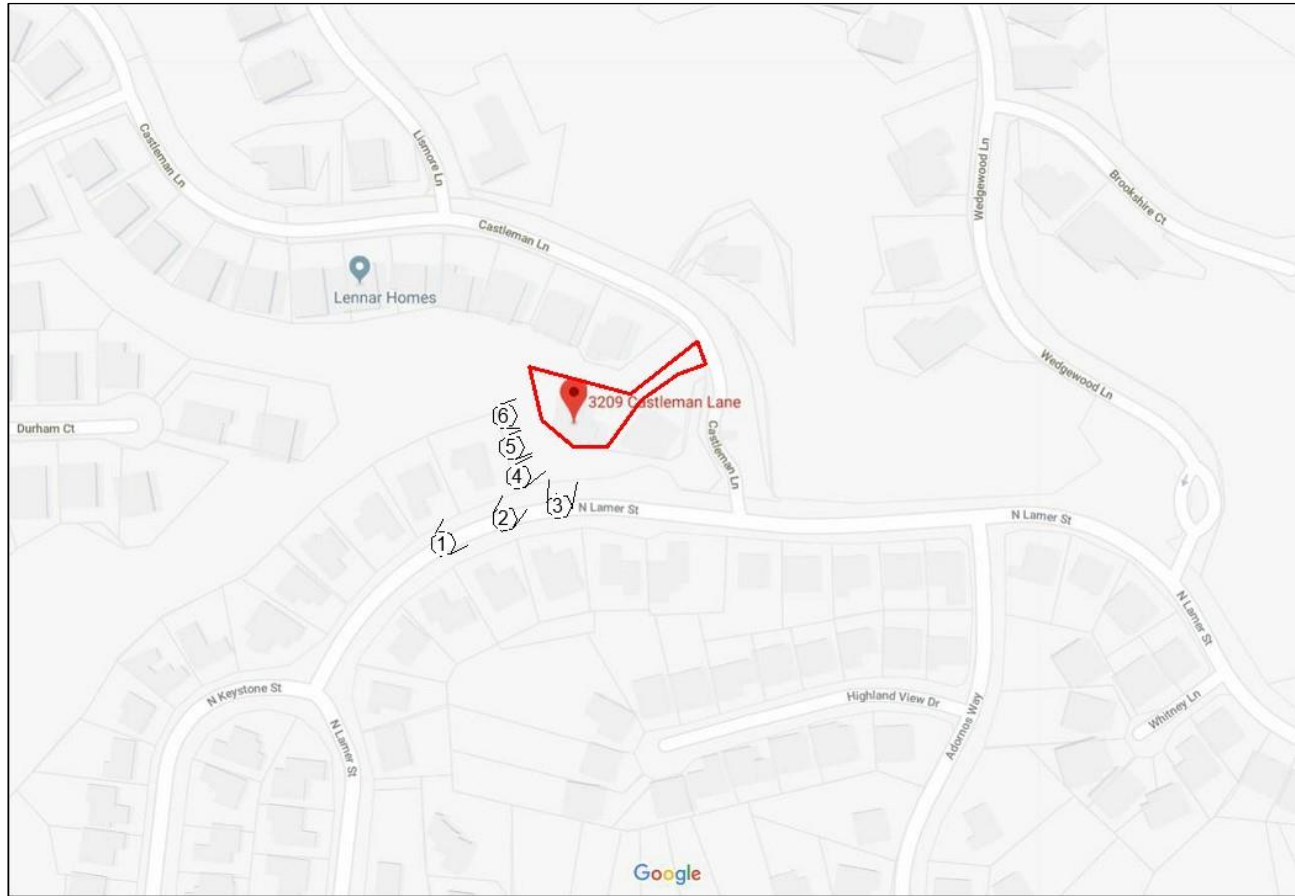 Castleman Ln
Lismore Ln
Castleman Ln
Wedgewood Ln
Brookshire Ct
Lennar Homes
Wedgewood Ln
3209 Castleman Lane
Castleman Ln
Durham Ct
(6)
(5)
(4)
(3)
(2)
(1)
N Lamer St
N Lamer St
N Lamer St
N Keystone St
N Lamer St
Highland View Dr
Adornos Way
Whitney Ln
Google